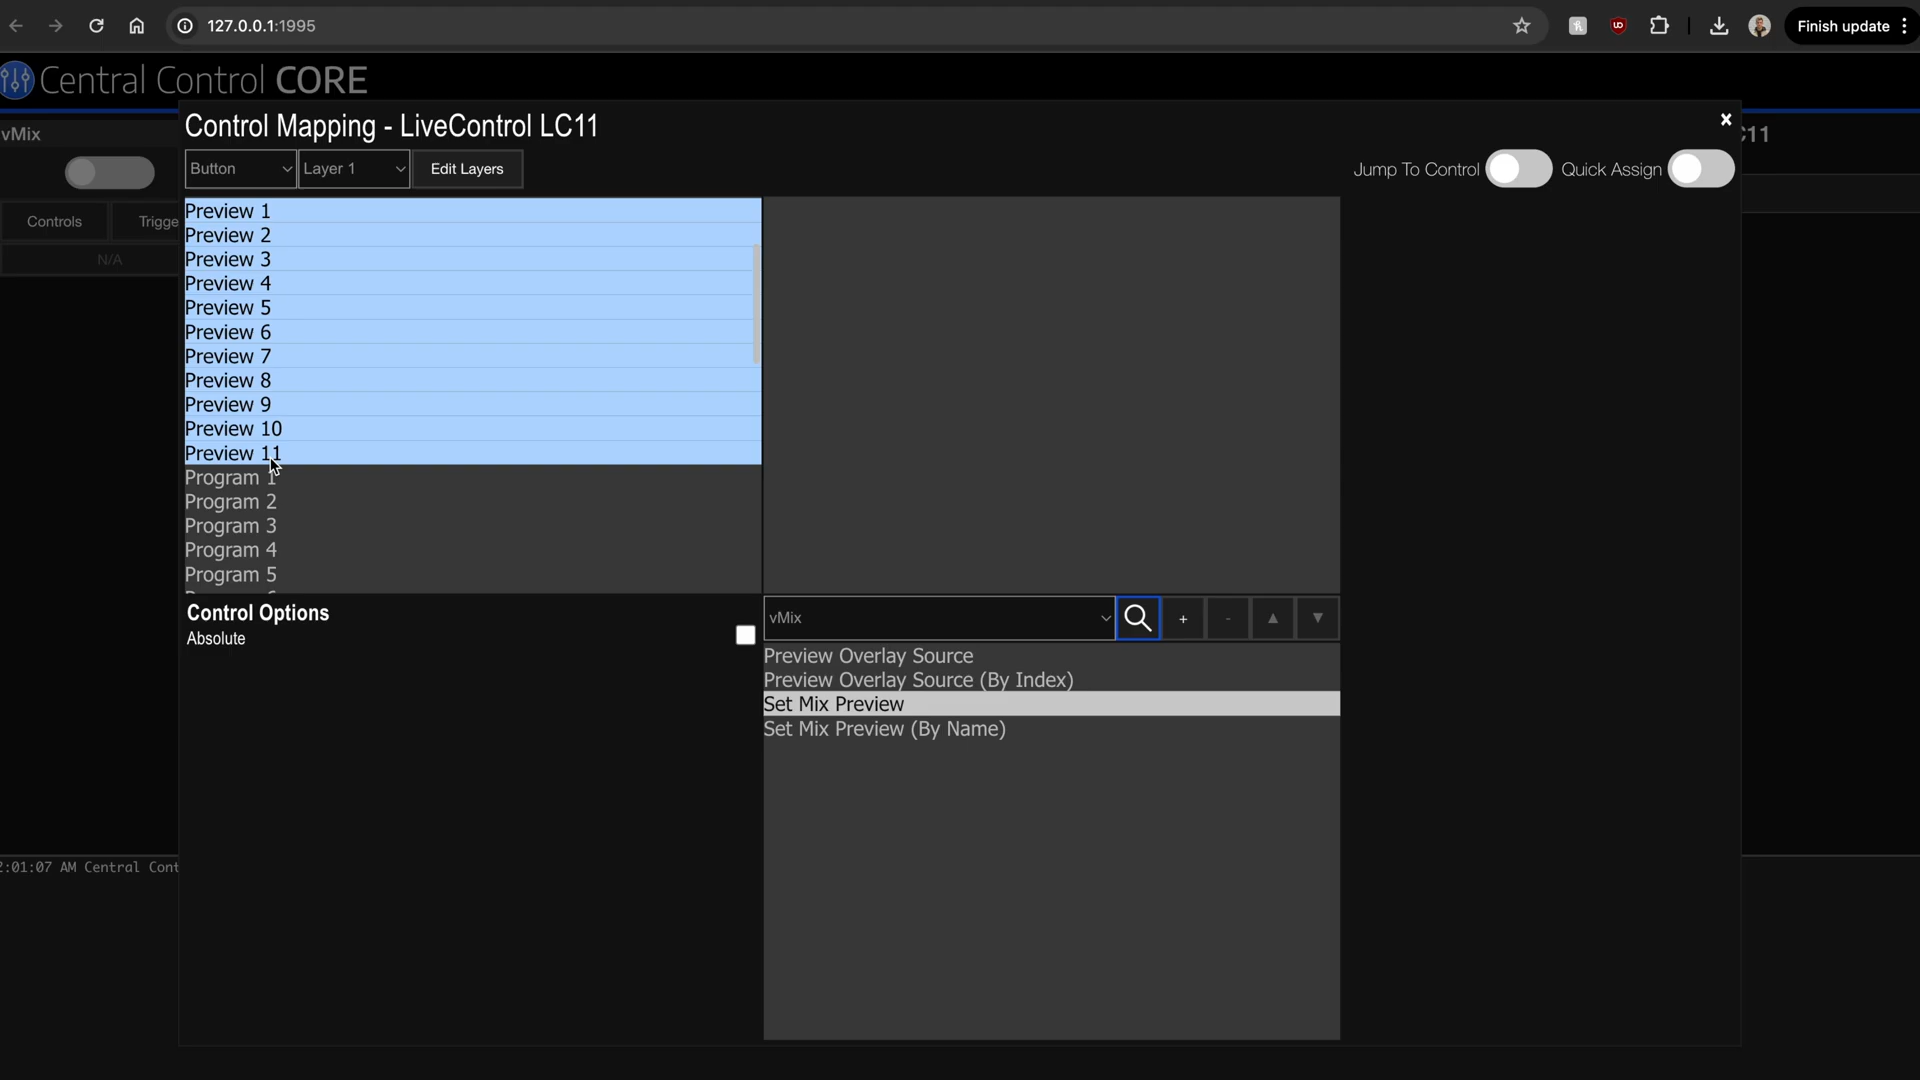 127.0.0.1:1995
Finish update
Central Control CORE
vMix
Control Mapping - LiveControl LC11
×
C11
Button
Layer 1
Edit Layers
Jump To Control
Quick Assign
Controls
Trigge
N/A
Preview 1
Preview 2
Preview 3
Preview 4
Preview 5
Preview 6
Preview 7
Preview 8
Preview 9
Preview 10
Preview 11
Program 1
Program 2
Program 3
Program 4
Program 5
Control Options
Absolute
vMix
+
-
▲
▼
Preview Overlay Source
Preview Overlay Source (By Index)
Set Mix Preview
Set Mix Preview (By Name)
2:01:07 AM Central Cont